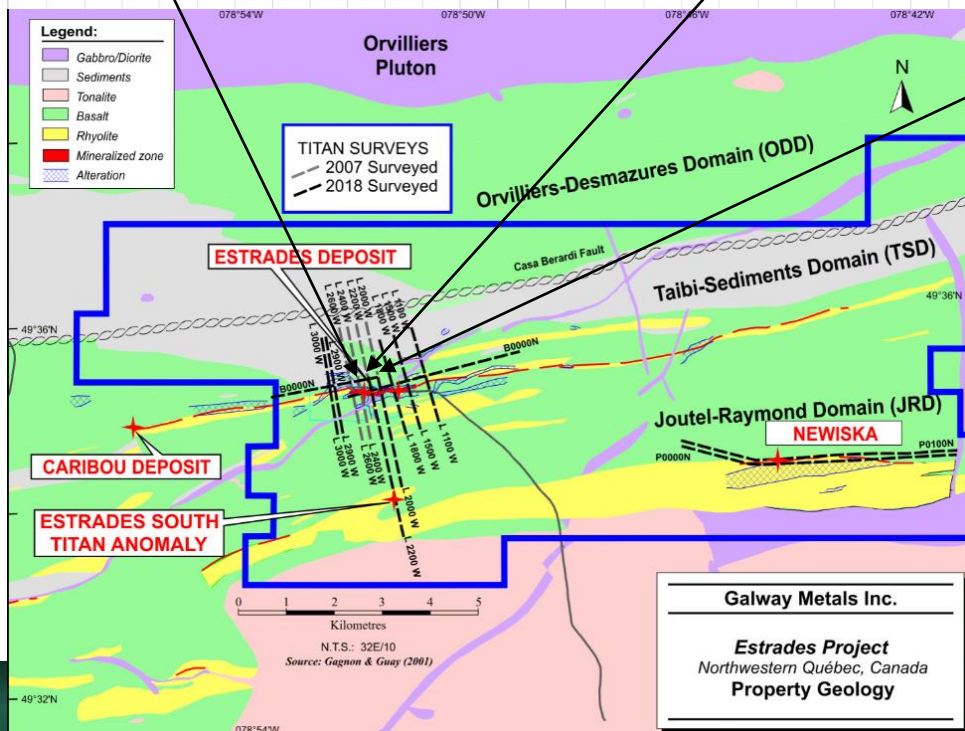 078°54'W
078°50'W
078°46'W
078°42'W
Legend:
Gabbro/Diorite
Sediments
Tonalite
Basalt
Rhyolite
Mineralized zone
Alteration
Orvilliers
Pluton
N
TITAN SURVEYS
2007 Surveyed
2018 Surveyed
Orvilliers-Desmazures Domain (ODD)
ESTRADES DEPOSIT
Casa Berardi Fault
Taibi-Sediments Domain (TSD)
49°36'N
49°36'N
L 3000 W
L 2900 W
L 2600 W
L 2400 W
L 2200 W
L 2000 W
L 1800 W
L 1500 W
L 1100 W
B0000N
B0000N
Joutel-Raymond Domain (JRD)
NEWISKA
P0000N
P0100N
CARIBOU DEPOSIT
L 3000 W
L 2900 W
L 2600 W
L 2400 W
L 1800 W
L 1500 W
L 1100 W
L 2000 W
L 2200 W
ESTRADES SOUTH
TITAN ANOMALY
0 1 2 3 4 5
Kilometres
N.T.S.: 32E/10
Source: Gagnon & Guay (2001)
Galway Metals Inc.
Estrades Project
Northwestern Québec, Canada
Property Geology
49°32'N
078°54'W